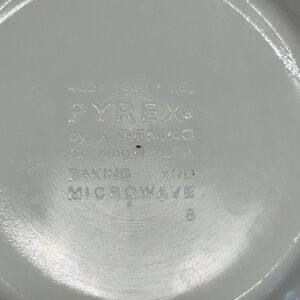 PYREX®
by CORNING
Corning NY USA
BAKING AND
MICROWAVE
8